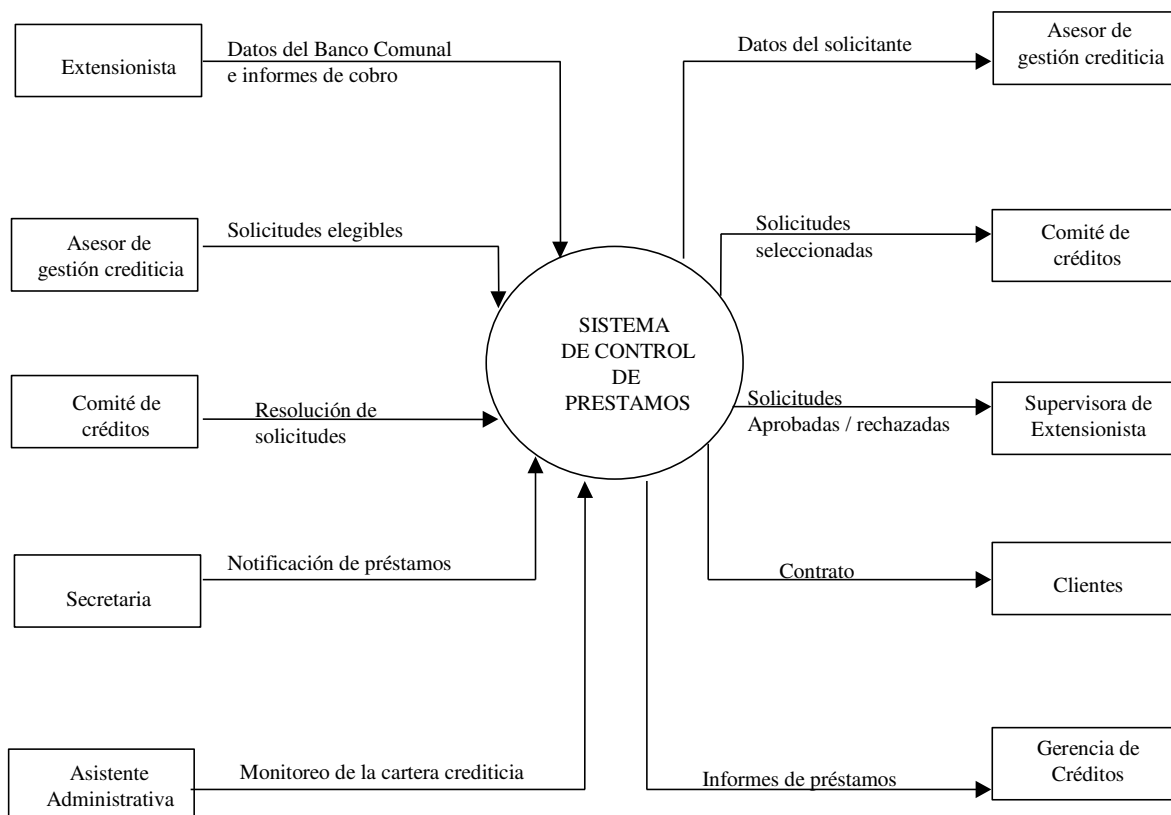 Extensionista
Datos del Banco Comunal
e informes de cobro
Datos del solicitante
Asesor de
gestión crediticia
Asesor de
gestión crediticia
Solicitudes elegibles
Solicitudes
seleccionadas
Comité de
créditos
SISTEMA
DE CONTROL
DE
PRESTAMOS
Comité de
créditos
Resolución de
solicitudes
Solicitudes
Aprobadas / rechazadas
Supervisora de
Extensionista
Secretaria
Notificación de préstamos
Contrato
Clientes
Asistente
Administrativa
Monitoreo de la cartera crediticia
Informes de préstamos
Gerencia de
Créditos